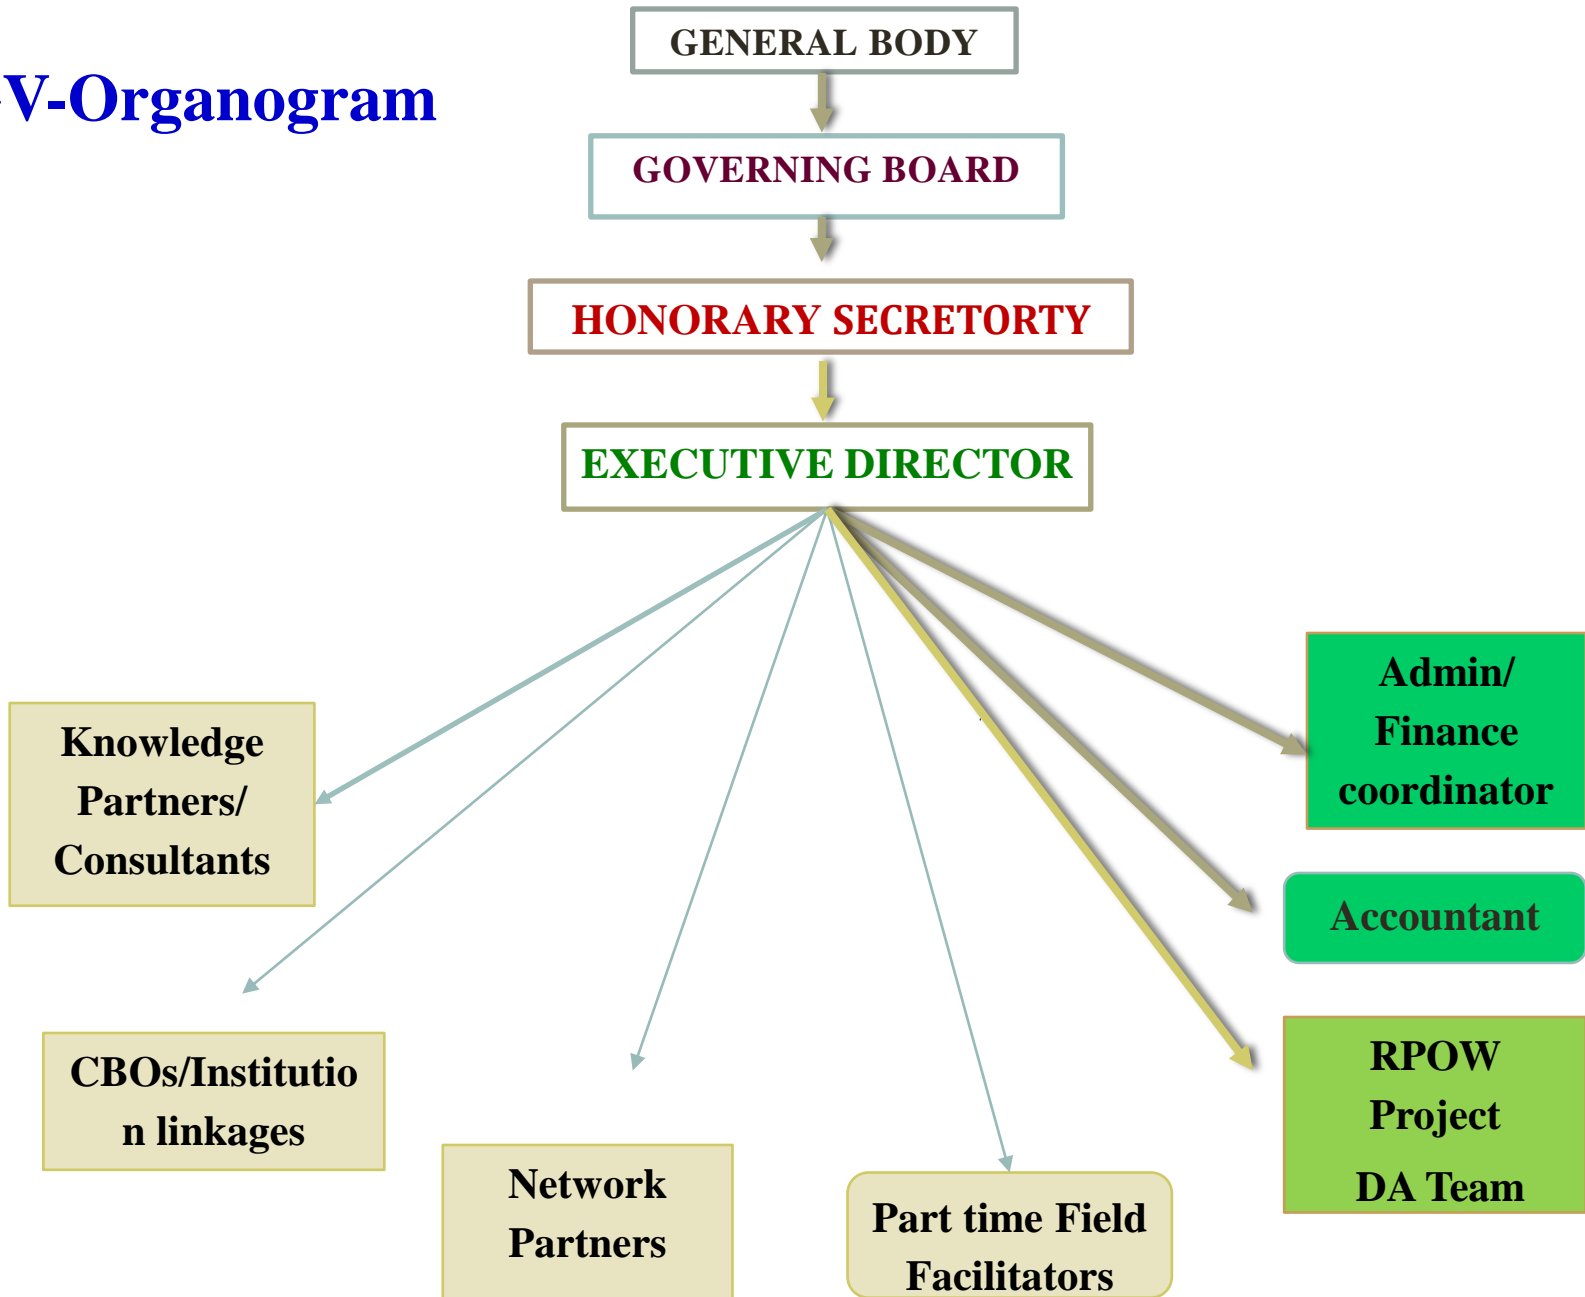 GENERAL BODY
V-Organogram
GOVERNING BOARD
HONORARY SECRETORTY
EXECUTIVE DIRECTOR
Knowledge
Partners/
Consultants
CBOs/Institutio
n linkages
Network
Partners
Part time Field
Facilitators
Admin/
Finance
coordinator
Accountant
RPOW
Project
DA Team